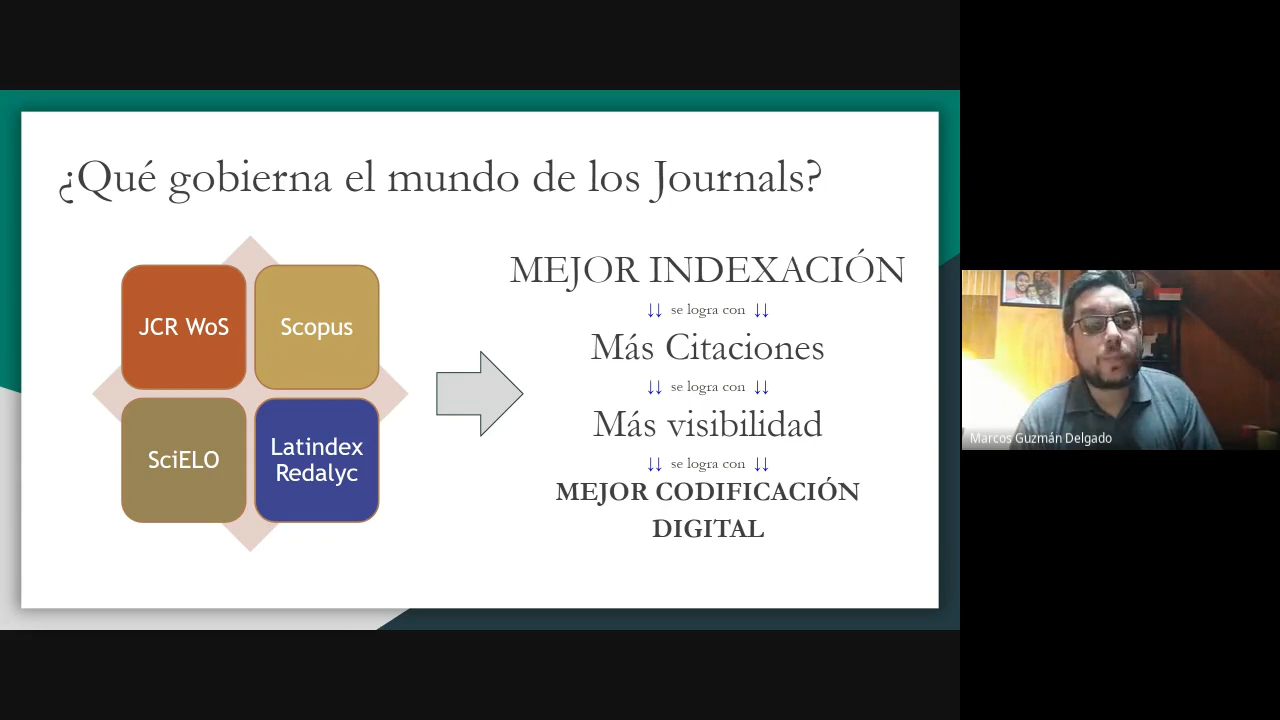 ¿Qué gobierna el mundo de los Journals?
JCR WoS
Scopus
SciELO
Latindex
Redalyc
MEJOR INDEXACIÓN
↓↓ se logra con ↓↓
Más Citaciones
↓↓ se logra con ↓↓
Más visibilidad
↓↓ se logra con ↓↓
MEJOR CODIFICACIÓN
DIGITAL
Marcos Guzmán Delgado